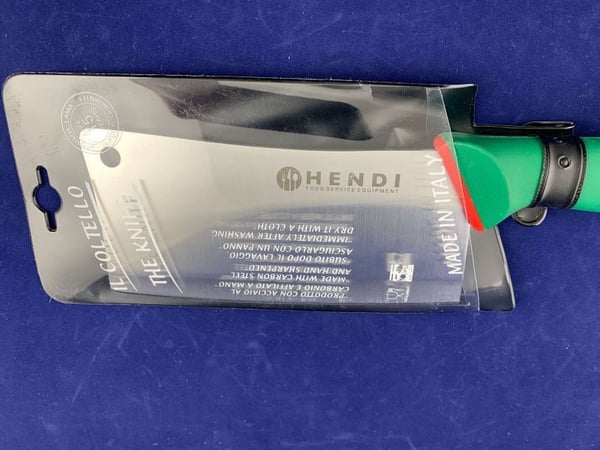 HENDI
FOOD SERVICE EQUIPMENT
IL COLTELLO
THE KNIFE
MADE IN ITALY
"PRODOTTO CON ACCIAIO AL
CARBONIO E AFFILATO A MANO"
"MADE WITH CARBON STEEL
AND HAND SHARPENED"
"SUBITO DOPO IL LAVAGGIO
ASCIUGARLO CON UN PANNO"
"IMMEDIATELY AFTER WASHING
DRY IT WITH A CLOTH"